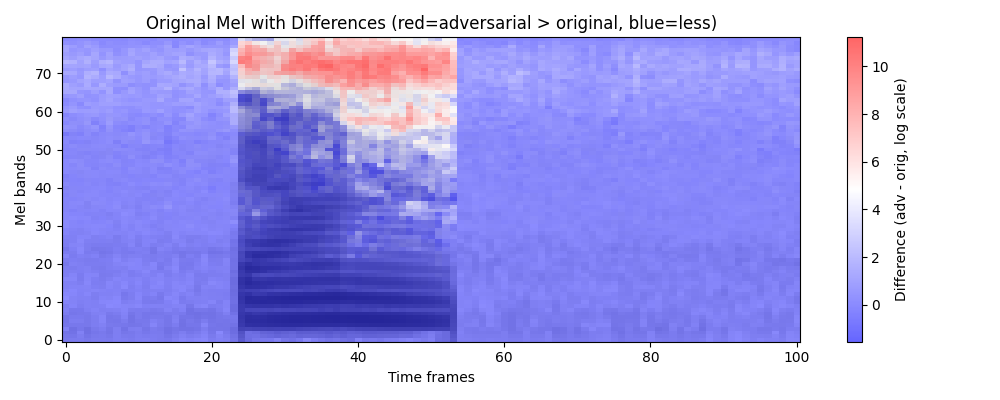 Original Mel with Differences (red=adversarial > original, blue=less)
Mel bands
70
60
50
40
30
20
10
0
0 20 40 60 80 100
Time frames
10
8
6
4
2
0
Difference (adv - orig, log scale)